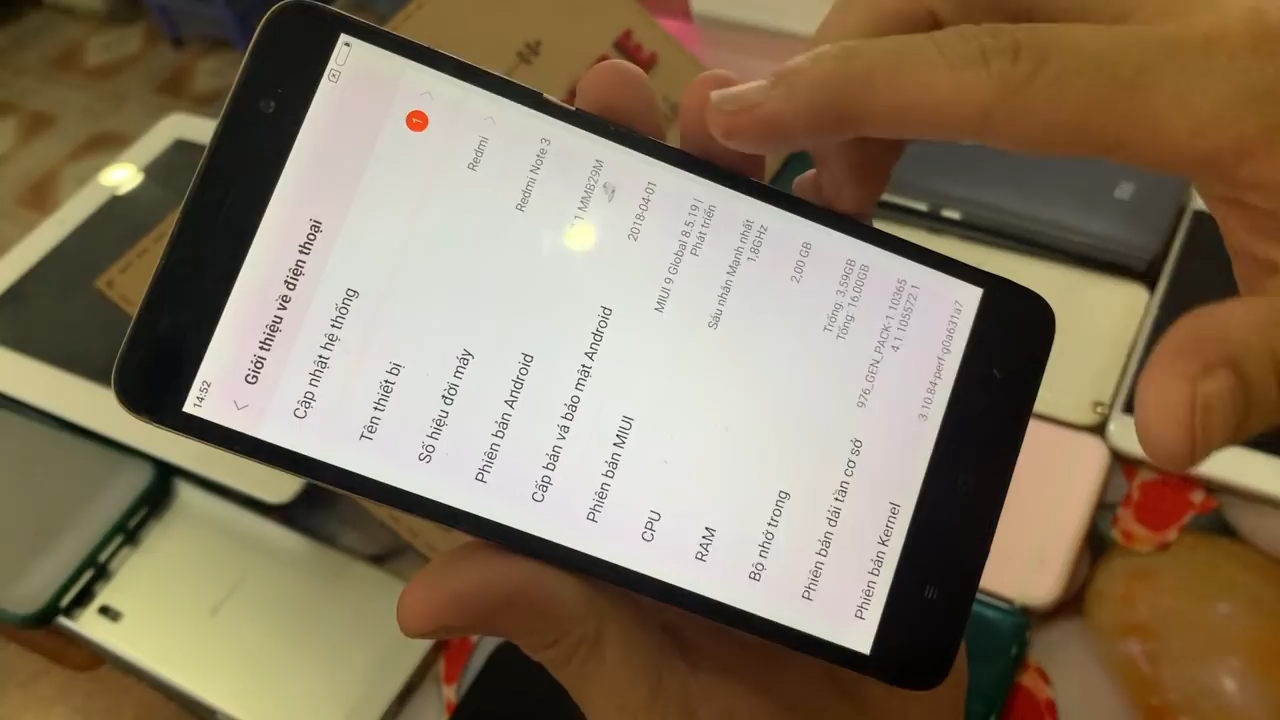 14:52
Giới thiệu về điện thoại
Cập nhật hệ thống
1
Tên thiết bị
Redmi
Số hiệu đời máy
Redmi Note 3
Phiên bản Android
1 MMB29M
Cấp bản vá bảo mật Android
2018-04-01
Phiên bản MIUI
MIUI 9 Global 8.5.19 |
Phát triển
CPU
Sáu nhân Mạnh nhất
1,8GHz
RAM
2,00 GB
Bộ nhớ trong
Trống: 3,59GB
Tổng: 16,00GB
Phiên bản dải tần cơ sở
976_GEN_PACK-1.10365
4.1.105572.1
Phiên bản Kernel
3.10.84-perf-g0a631a7